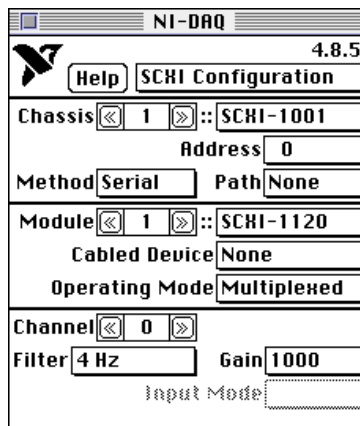 NI-DAQ
4.8.5
Help SCXI Configuration
Chassis « 1 » :: SCXI-1001
Address 0
Method Serial Path None
Module « 1 » :: SCXI-1120
Cabled Device None
Operating Mode Multiplexed
Channel « 0 »
Filter 4 Hz Gain 1000
Input Mode